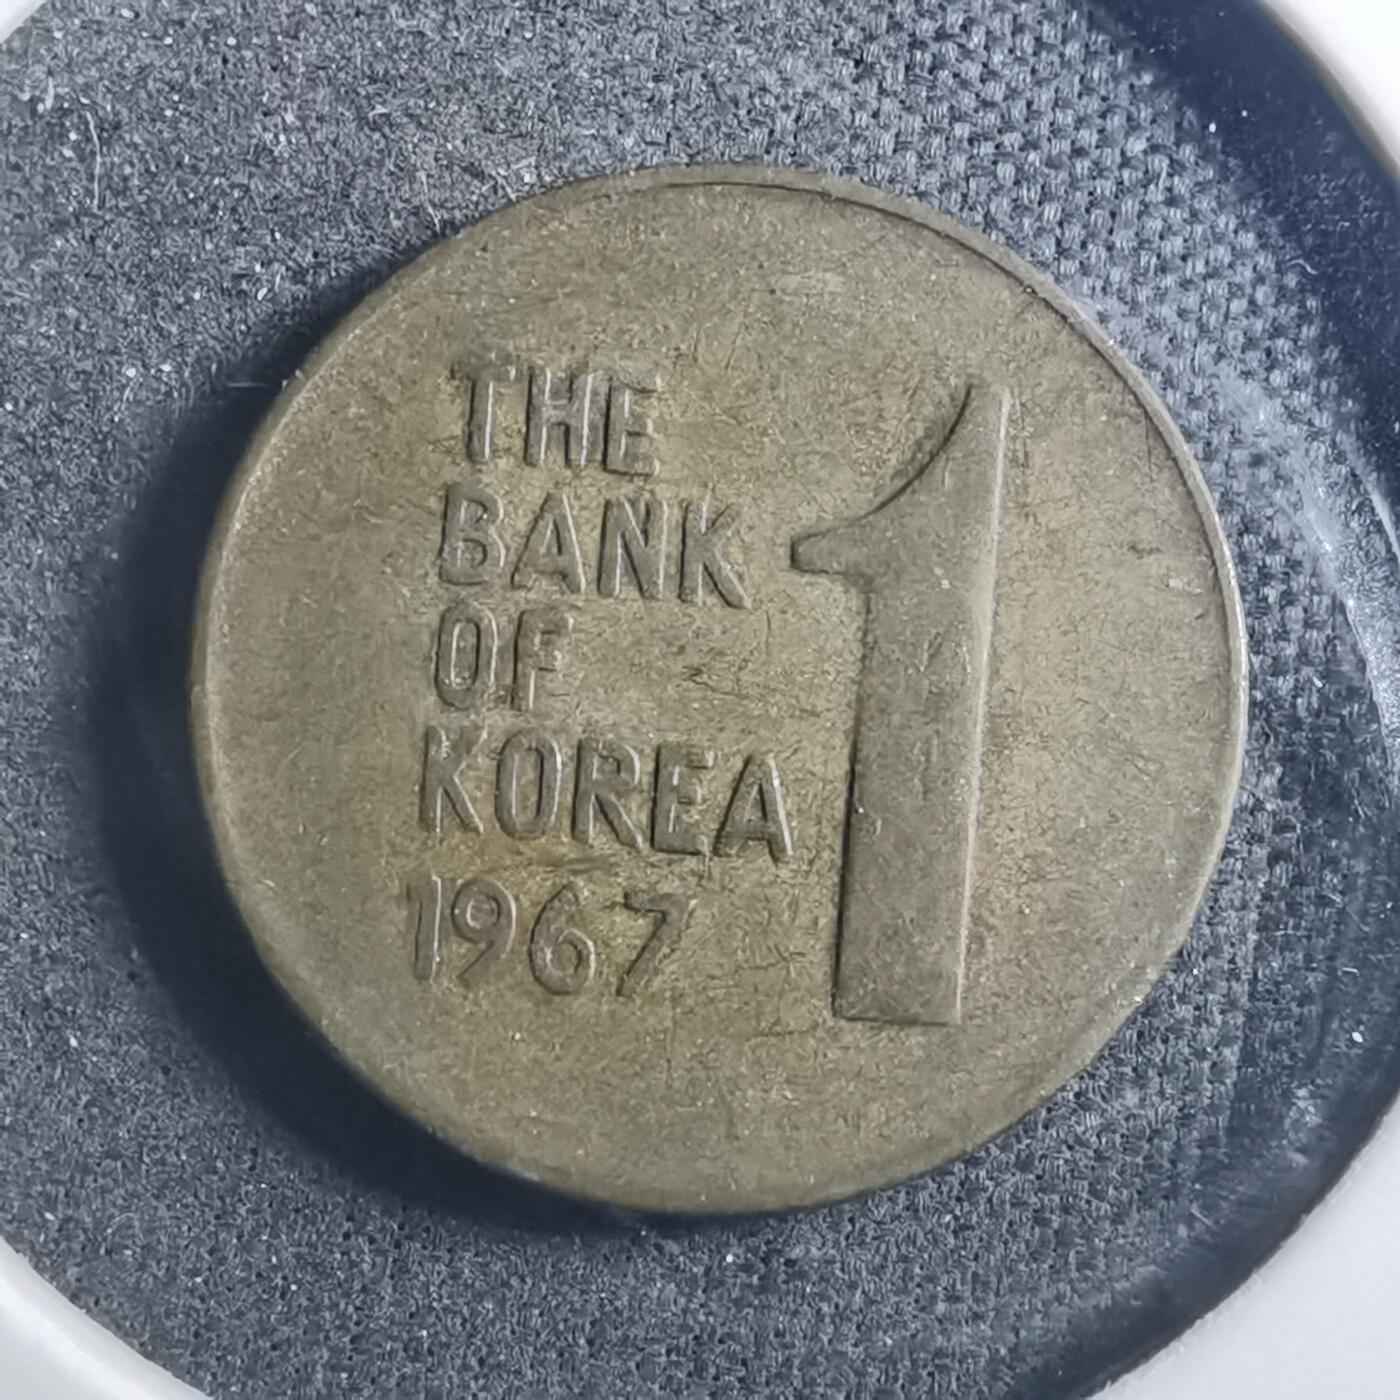 THE
BANK
OF
KOREA
1967
1